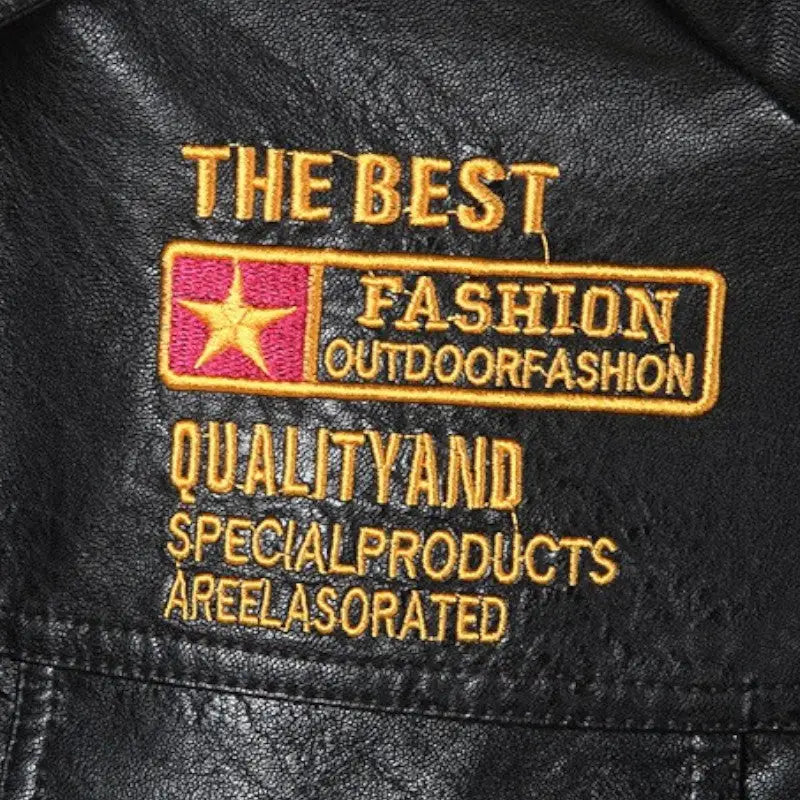 THE BEST
FASHION
OUTDOORFASHION
QUALITYAND
SPECIALPRODUCTS
AREELASORATED